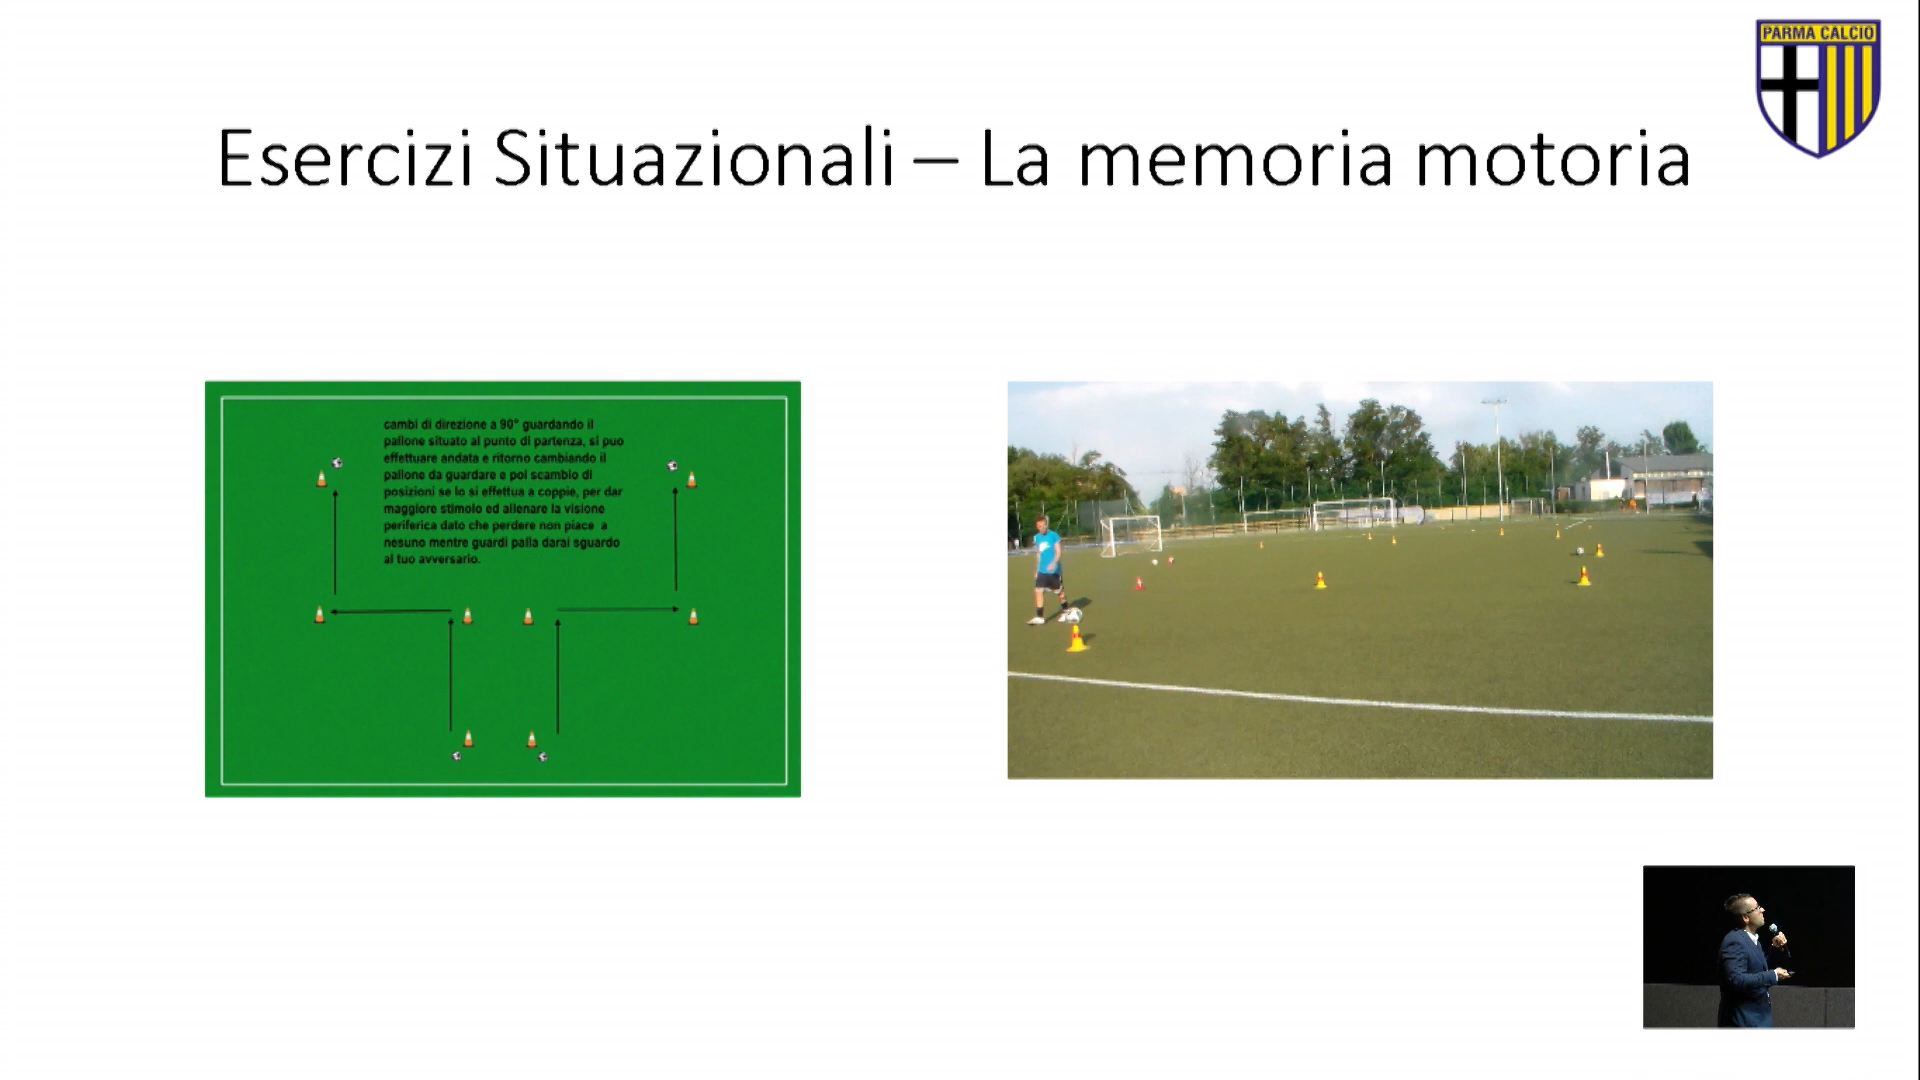 PARMA CALCIO
Esercizi Situazionali – La memoria motoria
cambi di direzione a 90° guardando il
pallone situato al punto di partenza, si puo
effettuare andata e ritorno cambiando il
pallone da guardare e poi scambio di
posizioni se lo si effettua a coppie, per dar
maggiore stimolo ed allenare la visione
periferica dato che perdere non piace a
nesuno mentre guardi palla darai sguardo
al tuo avversario.